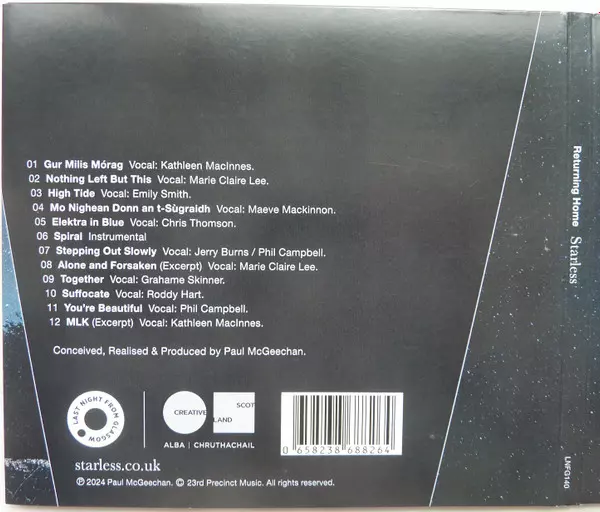 01 Gur Milis Mórag Vocal: Kathleen MacInnes.
02 Nothing Left But This Vocal: Marie Claire Lee.
03 High Tide Vocal: Emily Smith.
04 Mo Nighean Donn an t-Sùgraidh Vocal: Maeve Mackinnon.
05 Elektra in Blue Vocal: Chris Thomson.
06 Spiral Instrumental
07 Stepping Out Slowly Vocal: Jerry Burns / Phil Campbell.
08 Alone and Forsaken (Excerpt) Vocal: Marie Claire Lee.
09 Together Vocal: Grahame Skinner.
10 Suffocate Vocal: Roddy Hart.
11 You're Beautiful Vocal: Phil Campbell.
12 MLK (Excerpt) Vocal: Kathleen MacInnes.
Conceived, Realised & Produced by Paul McGeechan.
LAST NIGHT FROM GLASGOW
CREATIVE
SCOT
LAND
ALBA | CHRUTHACHAIL
0 658238 688264
starless.co.uk
℗ 2024 Paul McGeechan. © 23rd Precinct Music. All rights reserved.
Returning Home Starless
LNFG140